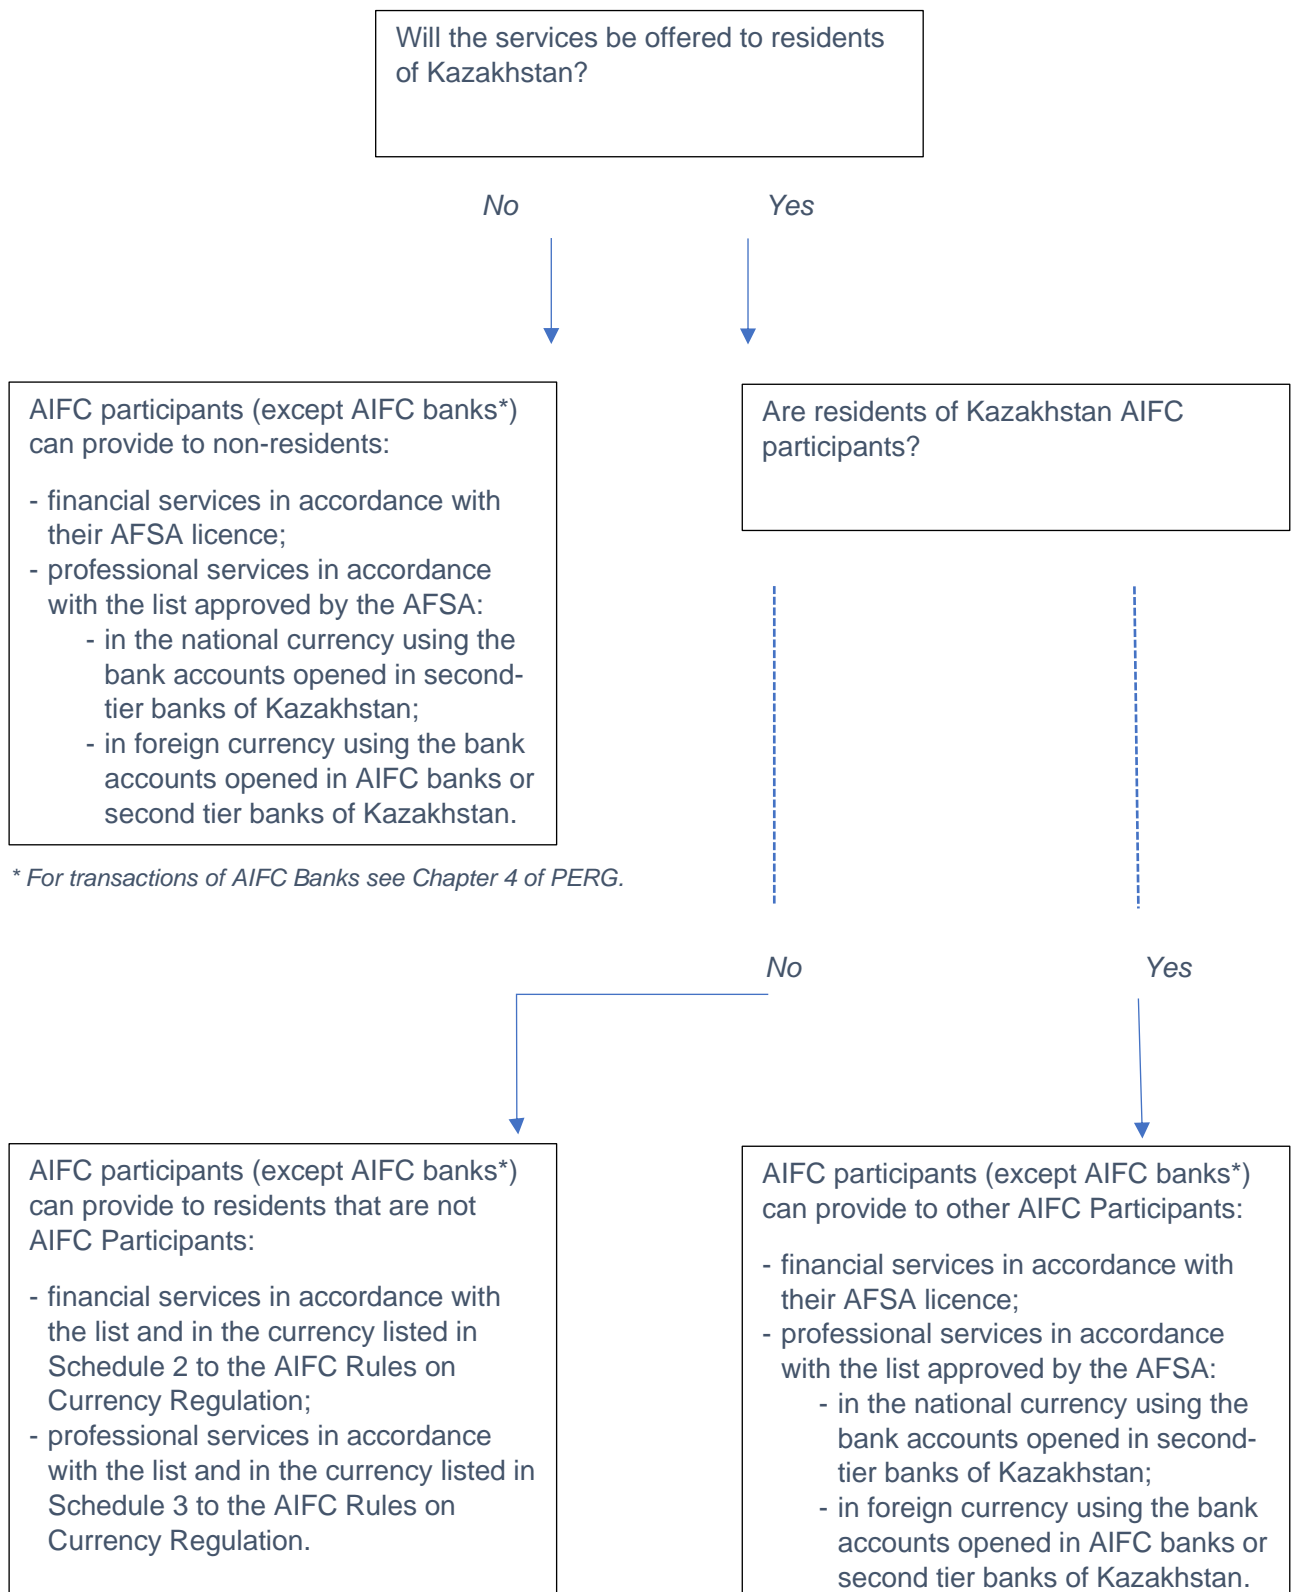 Will the services be offered to residents
of Kazakhstan?
No
Yes
AIFC participants (except AIFC banks*)
can provide to non-residents:
- financial services in accordance with
their AFSA licence;
- professional services in accordance
with the list approved by the AFSA:
- in the national currency using the
bank accounts opened in second-
tier banks of Kazakhstan;
- in foreign currency using the bank
accounts opened in AIFC banks or
second tier banks of Kazakhstan.
Are residents of Kazakhstan AIFC
participants?
* For transactions of AIFC Banks see Chapter 4 of PERG.
No
Yes
AIFC participants (except AIFC banks*)
can provide to residents that are not
AIFC Participants:
- financial services in accordance with
the list and in the currency listed in
Schedule 2 to the AIFC Rules on
Currency Regulation;
- professional services in accordance
with the list and in the currency listed in
Schedule 3 to the AIFC Rules on
Currency Regulation.
AIFC participants (except AIFC banks*)
can provide to other AIFC Participants:
- financial services in accordance with
their AFSA licence;
- professional services in accordance
with the list approved by the AFSA:
- in the national currency using the
bank accounts opened in second-
tier banks of Kazakhstan;
- in foreign currency using the bank
accounts opened in AIFC banks or
second tier banks of Kazakhstan.